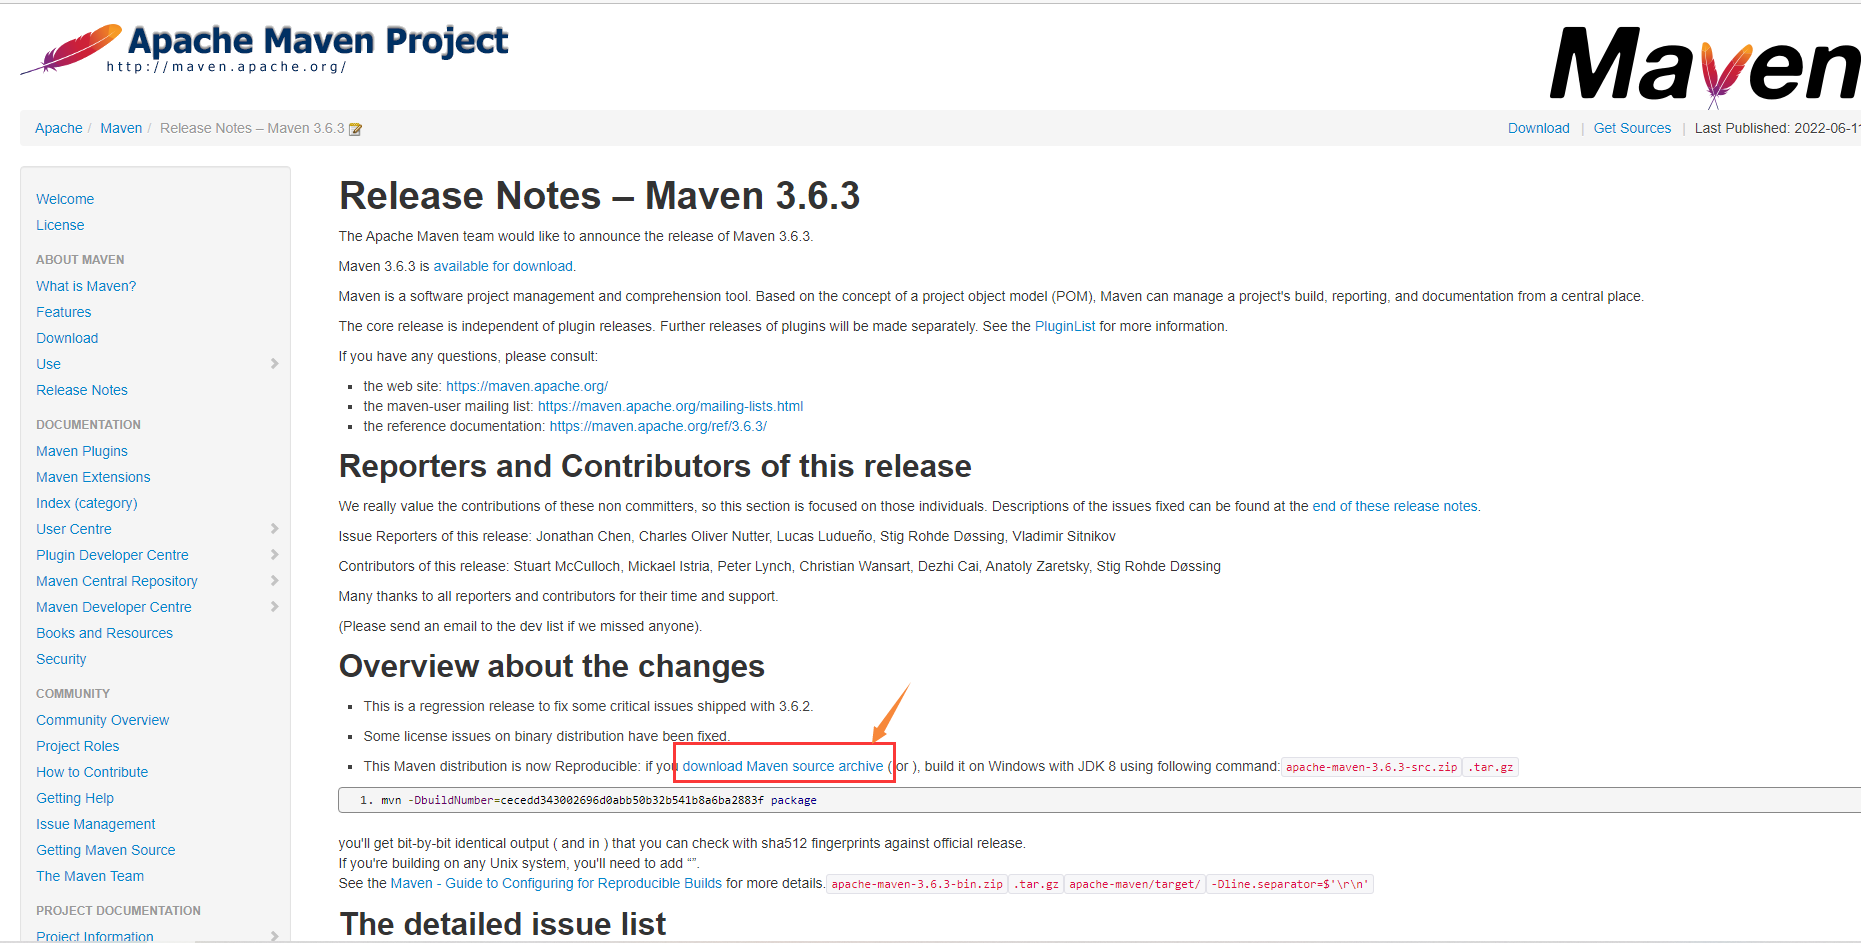 Apache Maven Project
http://maven.apache.org/
Maven
Apache / Maven / Release Notes – Maven 3.6.3
Download | Get Sources | Last Published: 2022-06-11
Welcome
License
ABOUT MAVEN
What is Maven?
Features
Download
Use
Release Notes
DOCUMENTATION
Maven Plugins
Maven Extensions
Index (category)
User Centre
Plugin Developer Centre
Maven Central Repository
Maven Developer Centre
Books and Resources
Security
COMMUNITY
Community Overview
Project Roles
How to Contribute
Getting Help
Issue Management
Getting Maven Source
The Maven Team
PROJECT DOCUMENTATION
Project Information
Release Notes – Maven 3.6.3
The Apache Maven team would like to announce the release of Maven 3.6.3.
Maven 3.6.3 is available for download.
Maven is a software project management and comprehension tool. Based on the concept of a project object model (POM), Maven can manage a project's build, reporting, and documentation from a central place.
The core release is independent of plugin releases. Further releases of plugins will be made separately. See the PluginList for more information.
If you have any questions, please consult:
the web site: https://maven.apache.org/
the maven-user mailing list: https://maven.apache.org/mailing-lists.html
the reference documentation: https://maven.apache.org/ref/3.6.3/
Reporters and Contributors of this release
We really value the contributions of these non committers, so this section is focused on those individuals. Descriptions of the issues fixed can be found at the end of these release notes.
Issue Reporters of this release: Jonathan Chen, Charles Oliver Nutter, Lucas Ludueño, Stig Rohde Døssing, Vladimir Sitnikov
Contributors of this release: Stuart McCulloch, Mickael Istria, Peter Lynch, Christian Wansart, Dezhi Cai, Anatoly Zaretsky, Stig Rohde Døssing
Many thanks to all reporters and contributors for their time and support.
(Please send an email to the dev list if we missed anyone).
Overview about the changes
This is a regression release to fix some critical issues shipped with 3.6.2.
Some license issues on binary distribution have been fixed.
This Maven distribution is now Reproducible: if you download Maven source archive ( or ), build it on Windows with JDK 8 using following command: apache-maven-3.6.3-src.zip .tar.gz
1. mvn -DbuildNumber=cecedd343002696d0abb50b32b541b8a6ba2883f package
you'll get bit-by-bit identical output ( and in ) that you can check with sha512 fingerprints against official release.
If you're building on any Unix system, you'll need to add “”.
See the Maven - Guide to Configuring for Reproducible Builds for more details. apache-maven-3.6.3-bin.zip .tar.gz apache-maven/target/ -Dline.separator=$'\r\n'
The detailed issue list